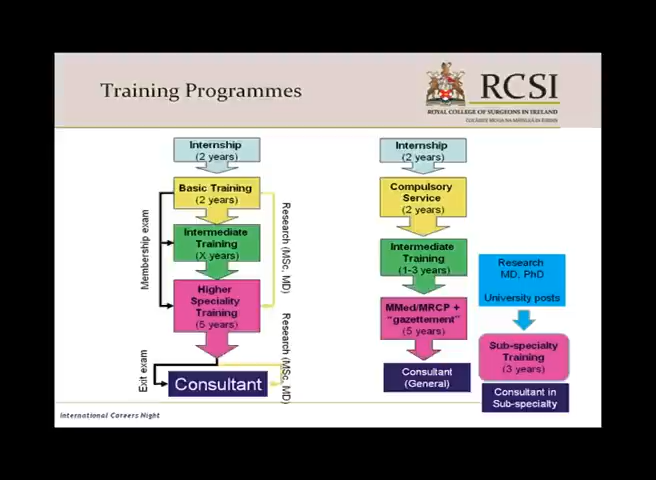 Training Programmes
RCSI
ROYAL COLLEGE OF SURGEONS IN IRELAND
Internship
(2 years)
Basic Training
(2 years)
Intermediate
Training
(X years)
Higher
Speciality
Training
(5 years)
Consultant
Membership exam
Exit exam
Research (MSc, MD)
Research (MSc, MD)
Internship
(2 years)
Compulsory
Service
(2 years)
Intermediate
Training
(1-3 years)
MMed/MRCP +
“gazettement”
(5 years)
Consultant
(General)
Research
MD, PhD
University posts
Sub-specialty
Training
(3 years)
Consultant in
Sub-specialty
International Careers Night